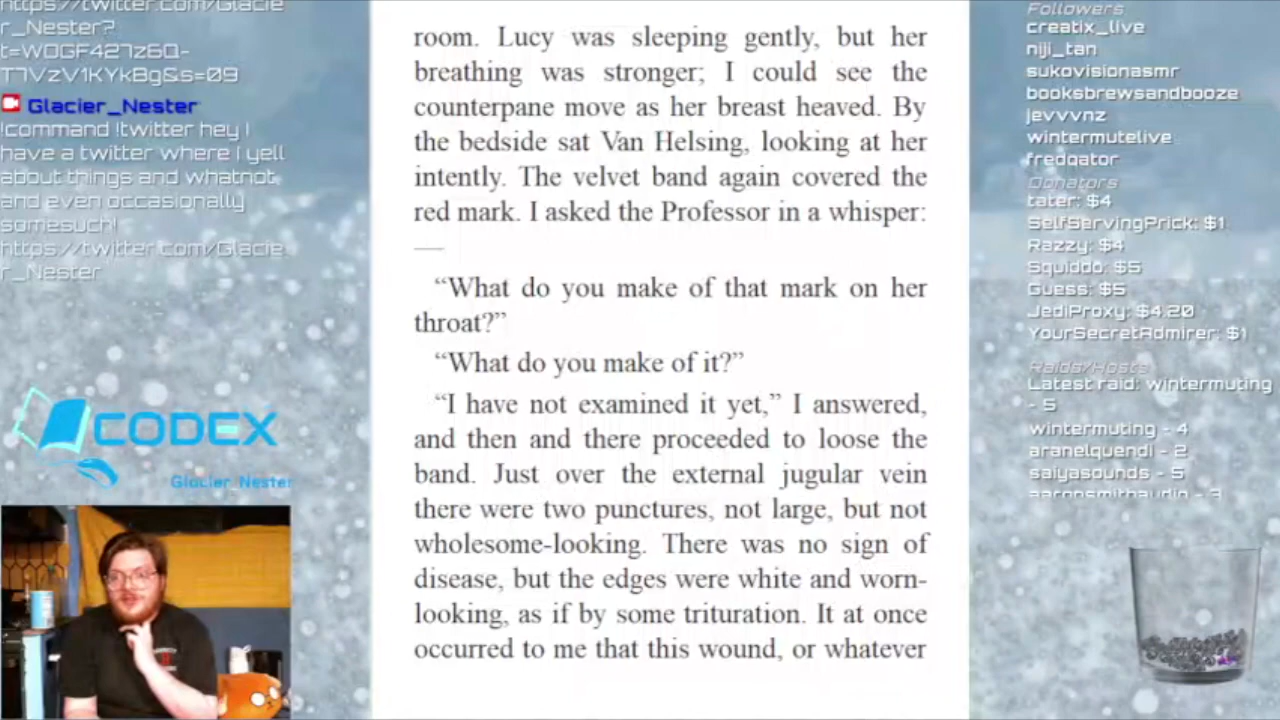 https://twitter.com/Glacie
r_Nester?
t=W0GF427z6Q-
T7VzV1KYkBg&s=09
Glacier_Nester
!command !twitter hey I
have a twitter where I yell
about things and whatnot
and even occasionally
somesuch!
https://twitter.com/Glacie
r_Nester
CODEX
Glacier Nester
room. Lucy was sleeping gently, but her
breathing was stronger; I could see the
counterpane move as her breast heaved. By
the bedside sat Van Helsing, looking at her
intently. The velvet band again covered the
red mark. I asked the Professor in a whisper:
—
“What do you make of that mark on her
throat?”
“What do you make of it?”
“I have not examined it yet,” I answered,
and then and there proceeded to loose the
band. Just over the external jugular vein
there were two punctures, not large, but not
wholesome-looking. There was no sign of
disease, but the edges were white and worn-
looking, as if by some trituration. It at once
occurred to me that this wound, or whatever
Followers
creatix_live
niji_tan
sukovisionasmr
booksbrewsandbooze
jevvvnz
wintermutelive
fredgator
Donators
tater: $4
SelfServingPrick: $1
Razzy: $4
Squiddo: $5
Guess: $5
JediProxy: $4.20
YourSecretAdmirer: $1
Raids/Hosts
Latest raid: wintermuting
- 5
wintermuting - 4
aranelquendi - 2
saiyasounds - 5
aaronsmithaudio - 3